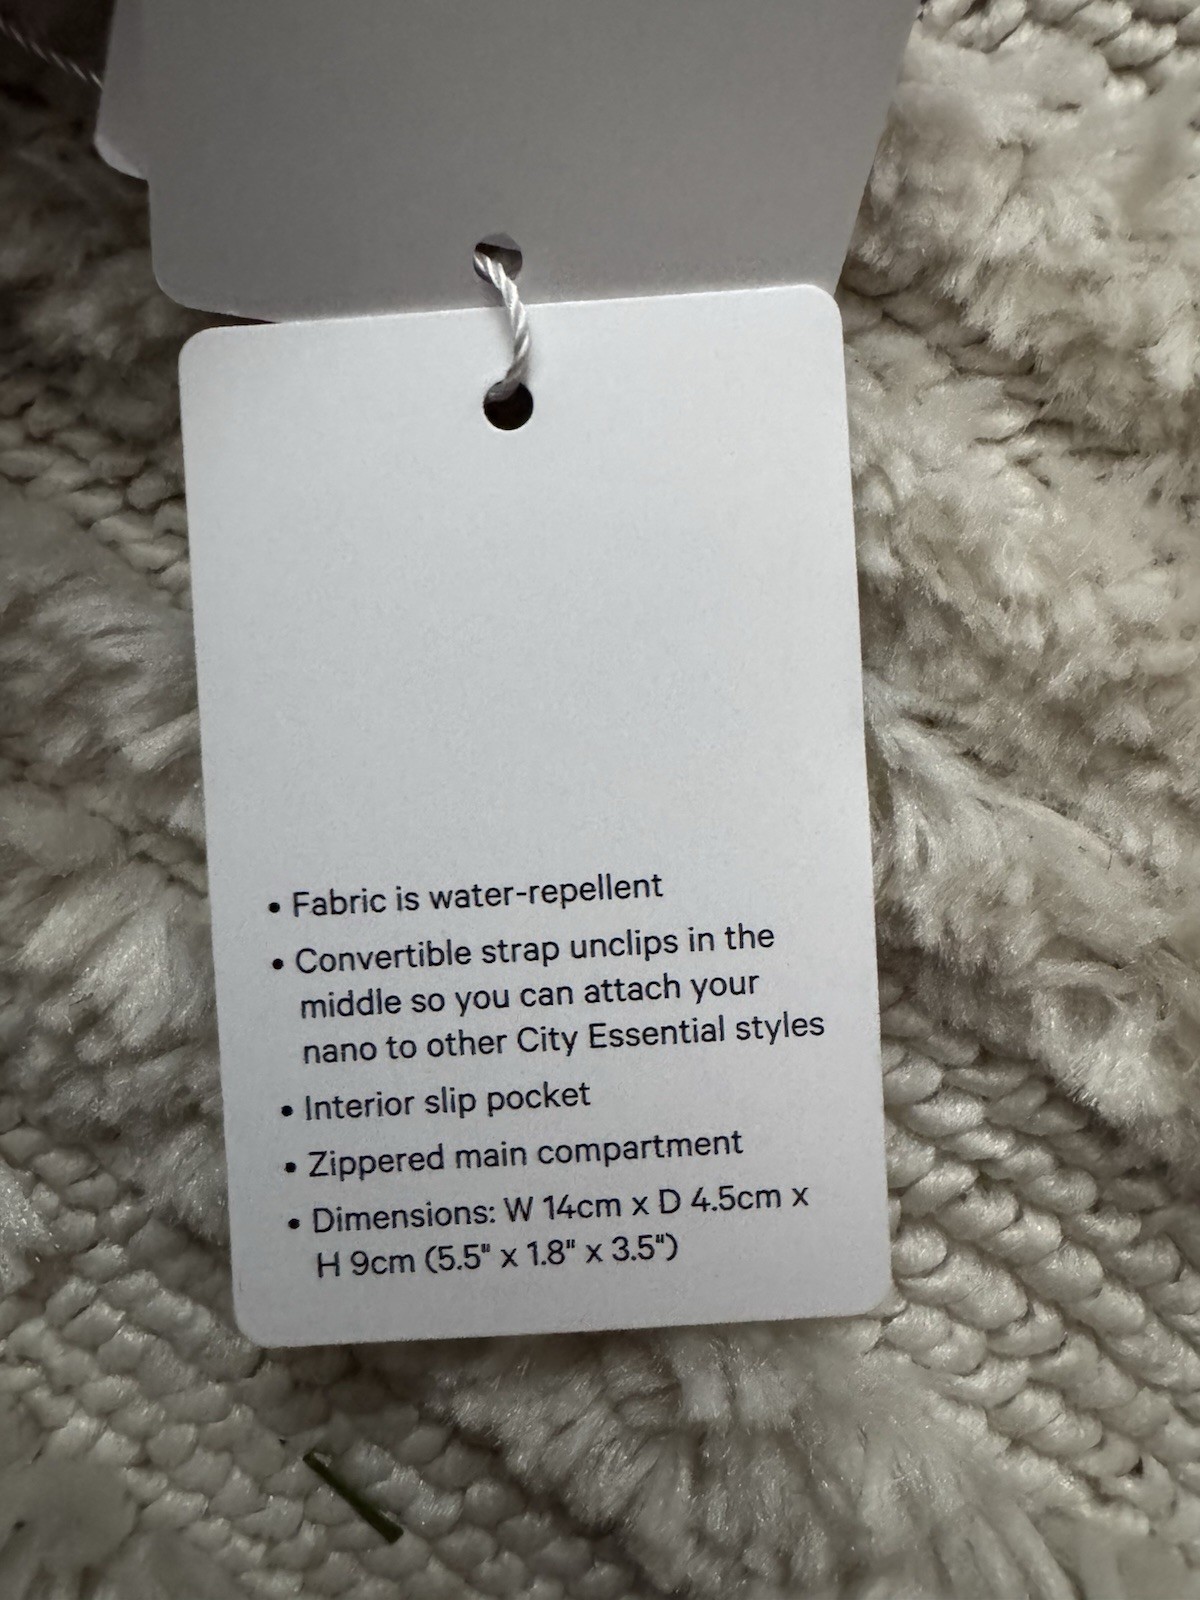 • Fabric is water-repellent
• Convertible strap unclips in the
middle so you can attach your
nano to other City Essential styles
• Interior slip pocket
• Zippered main compartment
• Dimensions: W 14cm x D 4.5cm x
H 9cm (5.5" x 1.8" x 3.5")